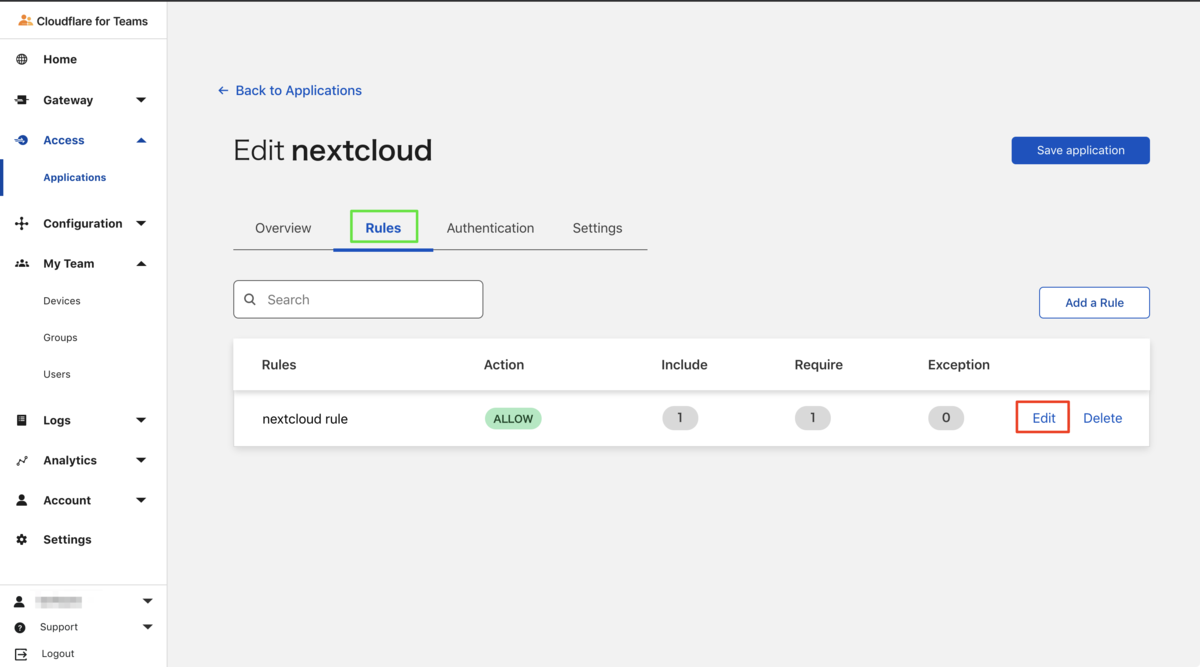 Cloudflare for Teams
Home
Gateway
Access
Applications
Configuration
My Team
Devices
Groups
Users
Logs
Analytics
Account
Settings
Support
Logout
← Back to Applications
Edit nextcloud
Save application
Overview Rules Authentication Settings
Search
Add a Rule
Rules Action Include Require Exception
nextcloud rule ALLOW 1 1 0 Edit Delete